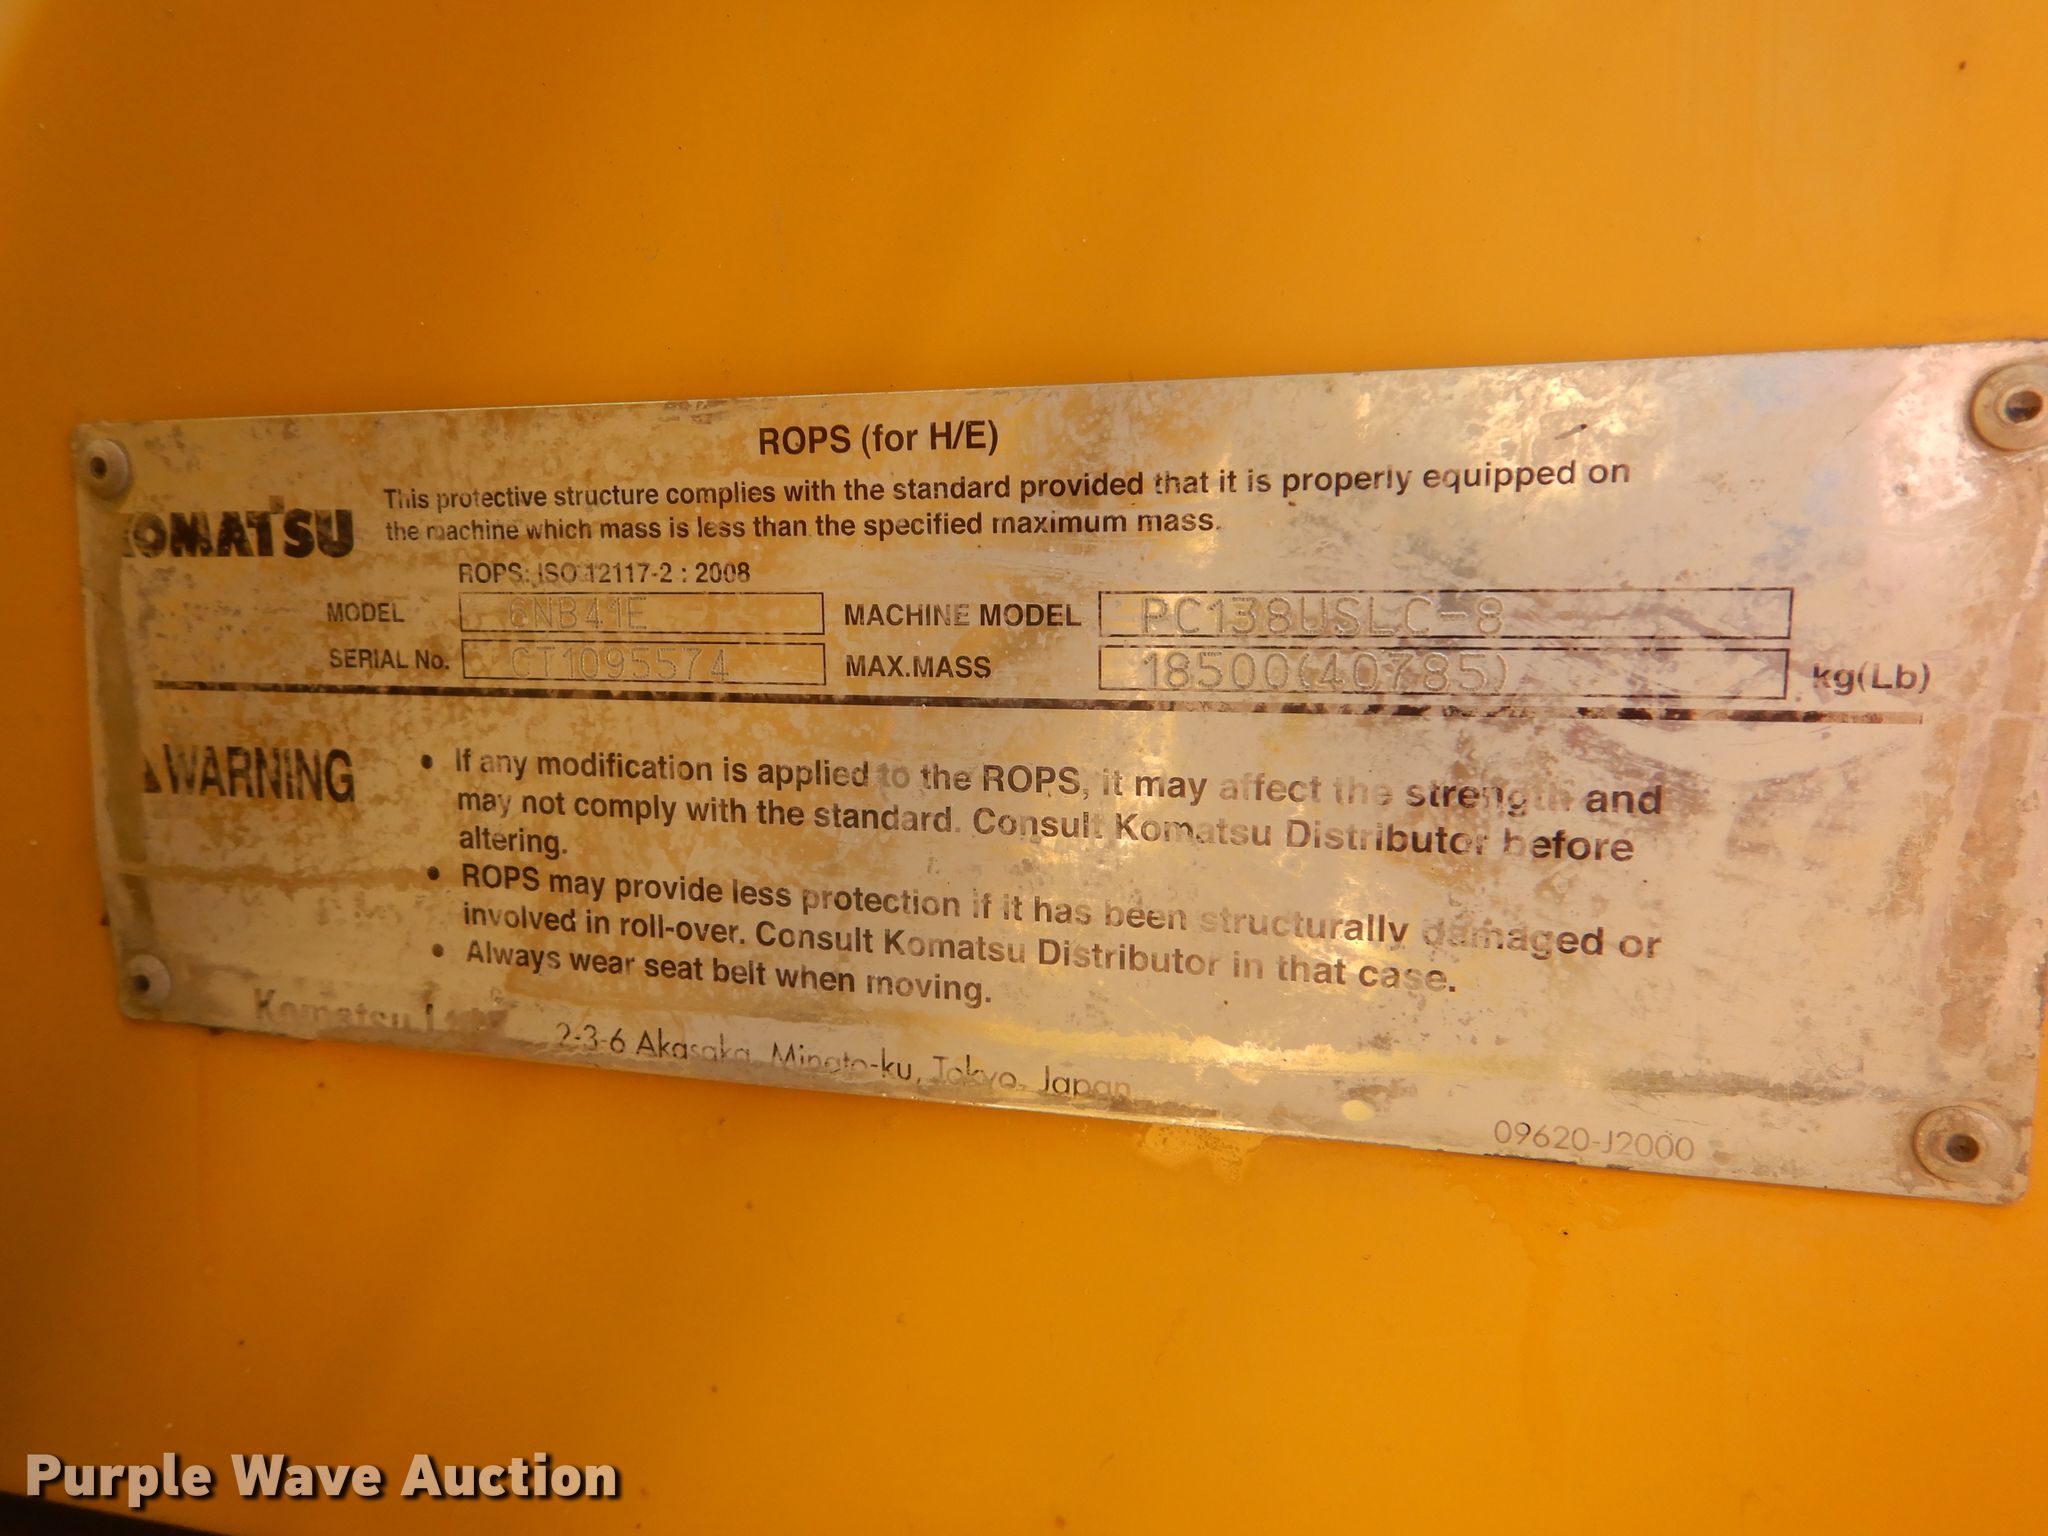 ROPS (for H/E)
KOMATSU
This protective structure complies with the standard provided that it is properly equipped on
the machine which mass is less than the specified maximum mass.
ROPS: ISO 12117-2 : 2008
MODEL 6NB41E MACHINE MODEL PC138USLC-8
SERIAL No. CT1095574 MAX.MASS 18500(40785) kg(Lb)
WARNING
• If any modification is applied to the ROPS, it may affect the strength and
may not comply with the standard. Consult Komatsu Distributor before
altering.
• ROPS may provide less protection if it has been structurally damaged or
involved in roll-over. Consult Komatsu Distributor in that case.
• Always wear seat belt when moving.
Komatsu Ltd. 2-3-6 Akasaka, Minato-ku, Tokyo, Japan
09620-J2000
Purple Wave Auction